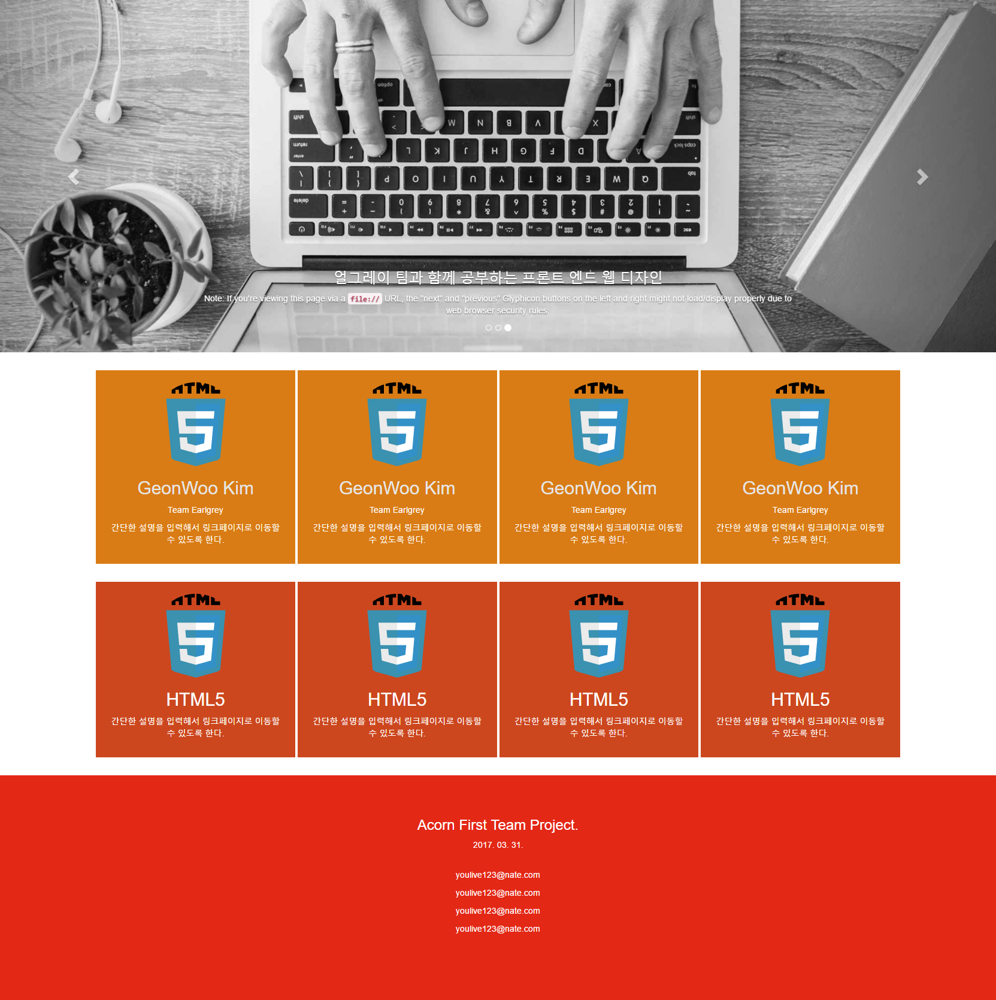 얼그레이 팀과 함께 공부하는 프론트 엔드 웹 디자인
Note: If you're viewing this page via a file:// URL, the "next" and "previous" Glyphicon buttons on the left and right might not load/display properly due to
web browser security rules.
HTML HTML HTML HTML
5 5 5 5
GeonWoo Kim GeonWoo Kim GeonWoo Kim GeonWoo Kim
Team Earlgrey Team Earlgrey Team Earlgrey Team Earlgrey
간단한 설명을 입력해서 링크페이지로 이동할 간단한 설명을 입력해서 링크페이지로 이동할 간단한 설명을 입력해서 링크페이지로 이동할 간단한 설명을 입력해서 링크페이지로 이동할
수 있도록 한다. 수 있도록 한다. 수 있도록 한다. 수 있도록 한다.
HTML HTML HTML HTML
5 5 5 5
HTML5 HTML5 HTML5 HTML5
간단한 설명을 입력해서 링크페이지로 이동할 간단한 설명을 입력해서 링크페이지로 이동할 간단한 설명을 입력해서 링크페이지로 이동할 간단한 설명을 입력해서 링크페이지로 이동할
수 있도록 한다. 수 있도록 한다. 수 있도록 한다. 수 있도록 한다.
Acorn First Team Project.
2017. 03. 31.
youlive123@nate.com
youlive123@nate.com
youlive123@nate.com
youlive123@nate.com